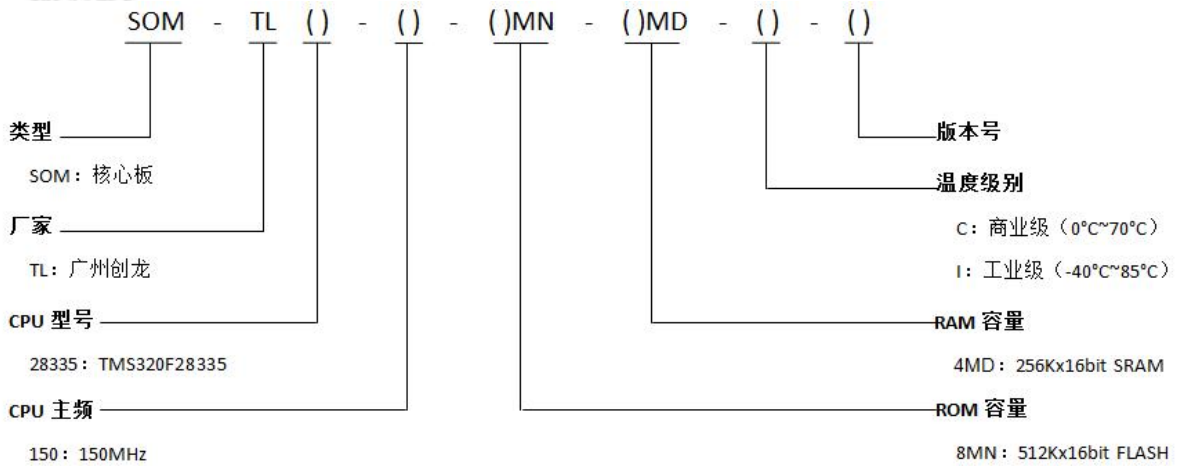 SOM - TL () - () - ()MN - ()MD - () - ()
类型
SOM：核心板
厂家
TL：广州创龙
CPU 型号
28335：TMS320F28335
CPU 主频
150：150MHz
版本号
温度级别
C：商业级（0°C~70°C）
I：工业级（-40°C~85°C）
RAM 容量
4MD：256Kx16bit SRAM
ROM 容量
8MN：512Kx16bit FLASH